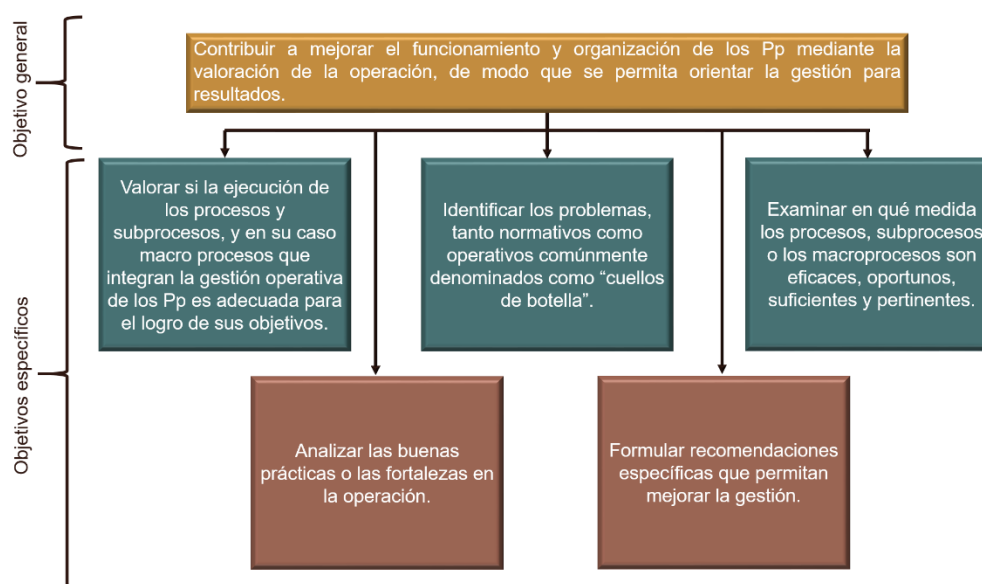 Objetivo general
Contribuir a mejorar el funcionamiento y organización de los Pp mediante la
valoración de la operación, de modo que se permita orientar la gestión para
resultados.
Objetivos específicos
Valorar si la ejecución de
los procesos y
subprocesos, y en su caso
macro procesos que
integran la gestión operativa
de los Pp es adecuada para
el logro de sus objetivos.
Identificar los problemas,
tanto normativos como
operativos comúnmente
denominados como “cuellos
de botella”.
Examinar en qué medida
los procesos, subprocesos
o los macroprocesos son
eficaces, oportunos,
suficientes y pertinentes.
Analizar las buenas
prácticas o las fortalezas en
la operación.
Formular recomendaciones
específicas que permitan
mejorar la gestión.